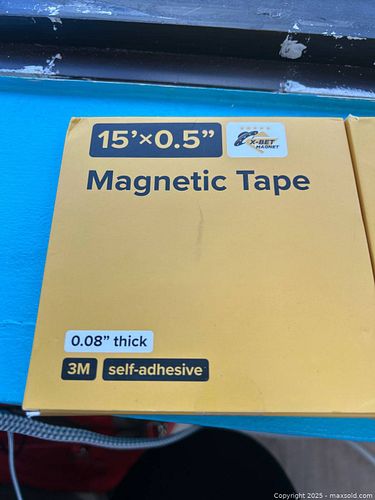 15'×0.5"
X-BET
MAGNET
Magnetic Tape
0.08" thick
3M self-adhesive
Copyright 2025 - maxsold.com